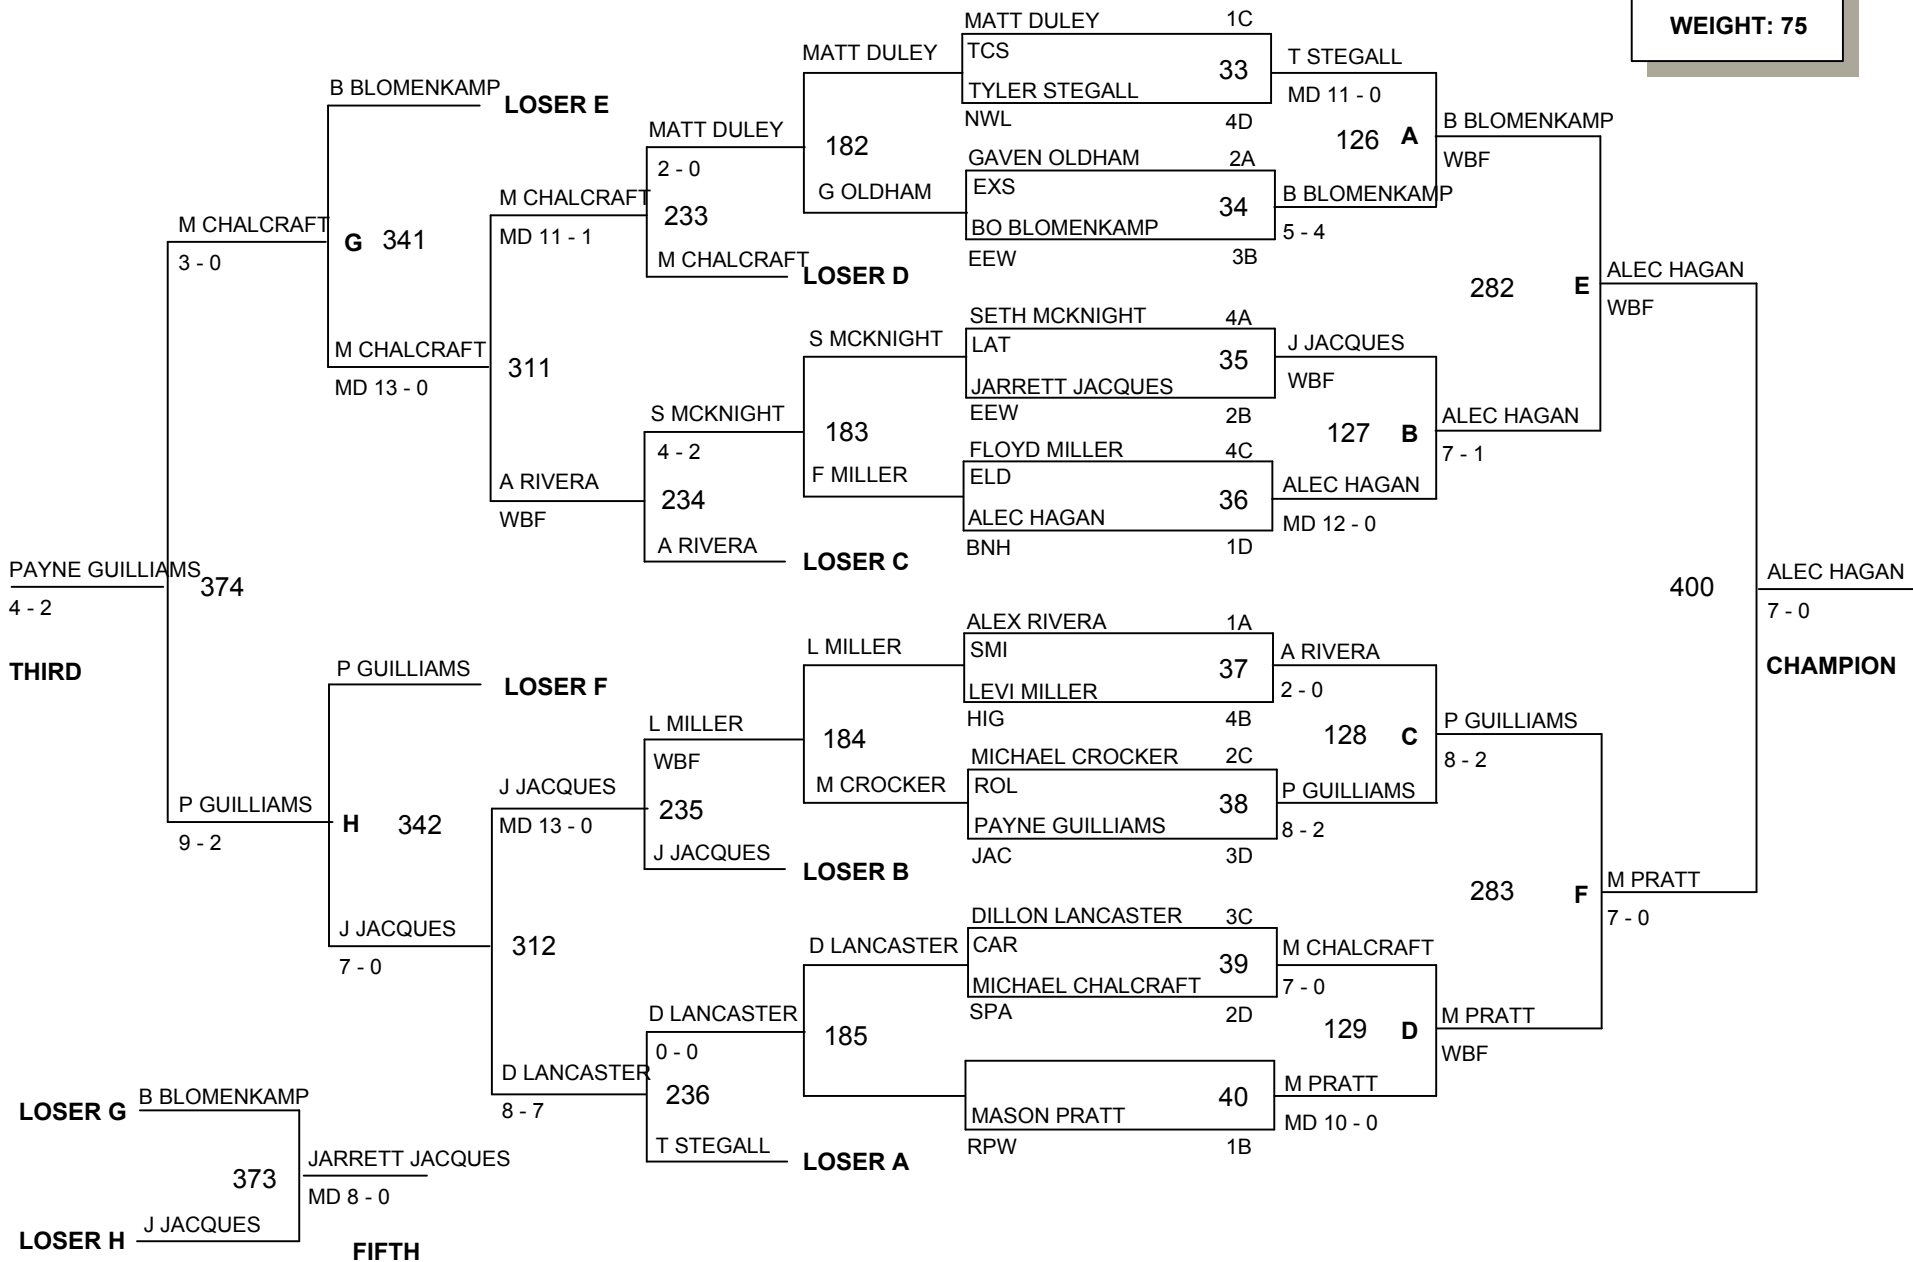 WEIGHT: 75
MATT DULEY 1C
TCS
33
TYLER STEGALL
NWL 4D
GAVEN OLDHAM 2A
EXS
34
BO BLOMENKAMP
EEW 3B
SETH MCKNIGHT 4A
LAT
35
JARRETT JACQUES
EEW 2B
FLOYD MILLER 4C
ELD
36
ALEC HAGAN
BNH 1D
ALEX RIVERA 1A
SMI
37
LEVI MILLER
HIG 4B
MICHAEL CROCKER 2C
ROL
38
PAYNE GUILLIAMS
JAC 3D
DILLON LANCASTER 3C
CAR
39
MICHAEL CHALCRAFT
SPA 2D
40
MASON PRATT
RPW 1B
T STEGALL
MD 11 - 0
126 A
B BLOMENKAMP
5 - 4
J JACQUES
WBF
127 B
ALEC HAGAN
MD 12 - 0
A RIVERA
2 - 0
128 C
P GUILLIAMS
8 - 2
M CHALCRAFT
7 - 0
129 D
M PRATT
MD 10 - 0
B BLOMENKAMP
WBF
282 E
ALEC HAGAN
7 - 1
P GUILLIAMS
8 - 2
283 F
M PRATT
WBF
ALEC HAGAN
WBF
400
M PRATT
7 - 0
ALEC HAGAN
7 - 0
CHAMPION
MATT DULEY
182
G OLDHAM
S MCKNIGHT
183
F MILLER
L MILLER
184
M CROCKER
D LANCASTER
185
MATT DULEY
2 - 0
233
M CHALCRAFT
LOSER D
S MCKNIGHT
4 - 2
234
A RIVERA
LOSER C
L MILLER
WBF
235
J JACQUES
LOSER B
D LANCASTER
0 - 0
236
T STEGALL
LOSER A
M CHALCRAFT
MD 11 - 1
311
A RIVERA
WBF
J JACQUES
MD 13 - 0
312
D LANCASTER
8 - 7
B BLOMENKAMP
LOSER E
G 341
M CHALCRAFT
MD 13 - 0
P GUILLIAMS
LOSER F
H 342
J JACQUES
7 - 0
M CHALCRAFT
3 - 0
374
P GUILLIAMS
9 - 2
PAYNE GUILLIAMS
4 - 2
THIRD
LOSER G B BLOMENKAMP
373
LOSER H J JACQUES
JARRETT JACQUES
MD 8 - 0
FIFTH